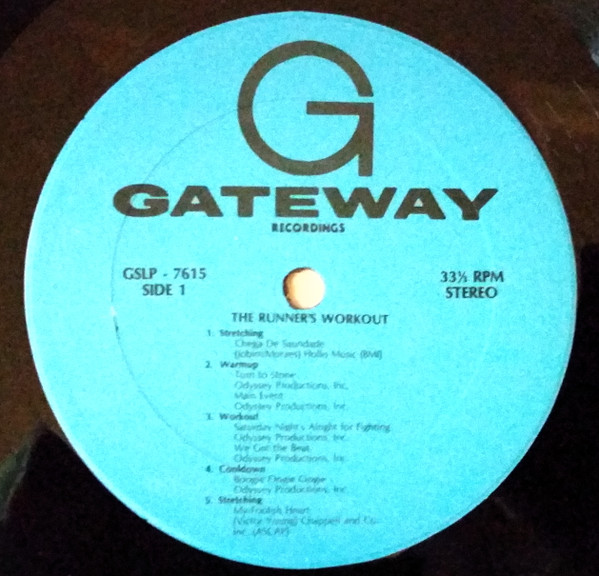 G
GATEWAY
RECORDINGS
GSLP - 7615
SIDE 1
33⅓ RPM
STEREO
THE RUNNER'S WORKOUT
1. Stretching
Chega De Saundade
(Jobim/Moraes) Hollio Music (BMI)
2. Warmup
Turn to Stone
Odyssey Productions, Inc.
Main Event
Odyssey Productions, Inc.
3. Workout
Saturday Night's Alright for Fighting
Odyssey Productions, Inc.
We Got the Beat
Odyssey Productions, Inc.
4. Cooldown
Boogie Oogie Oogie
Odyssey Productions, Inc.
5. Stretching
My Foolish Heart
(Victor Young) Chappell and Co.
Inc. (ASCAP)